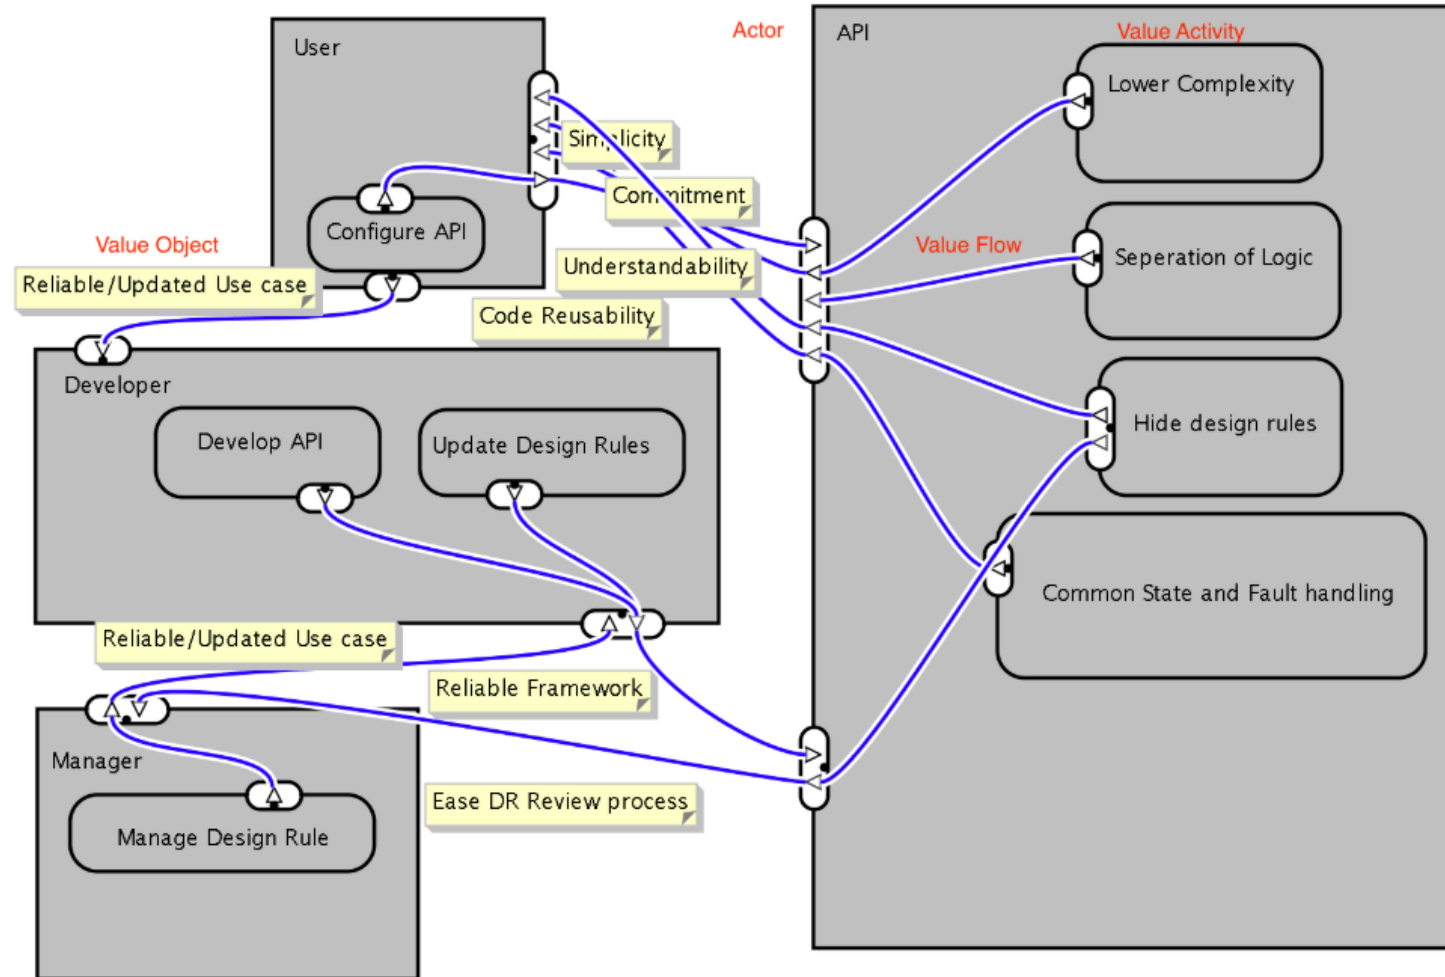 Actor
API
Value Activity
User
Lower Complexity
Simplicity
Commitment
Configure API
Value Object
Value Flow
Seperation of Logic
Understandability
Reliable/Updated Use case
Code Reusability
Developer
Hide design rules
Develop API
Update Design Rules
Common State and Fault handling
Reliable/Updated Use case
Reliable Framework
Manager
Ease DR Review process
Manage Design Rule